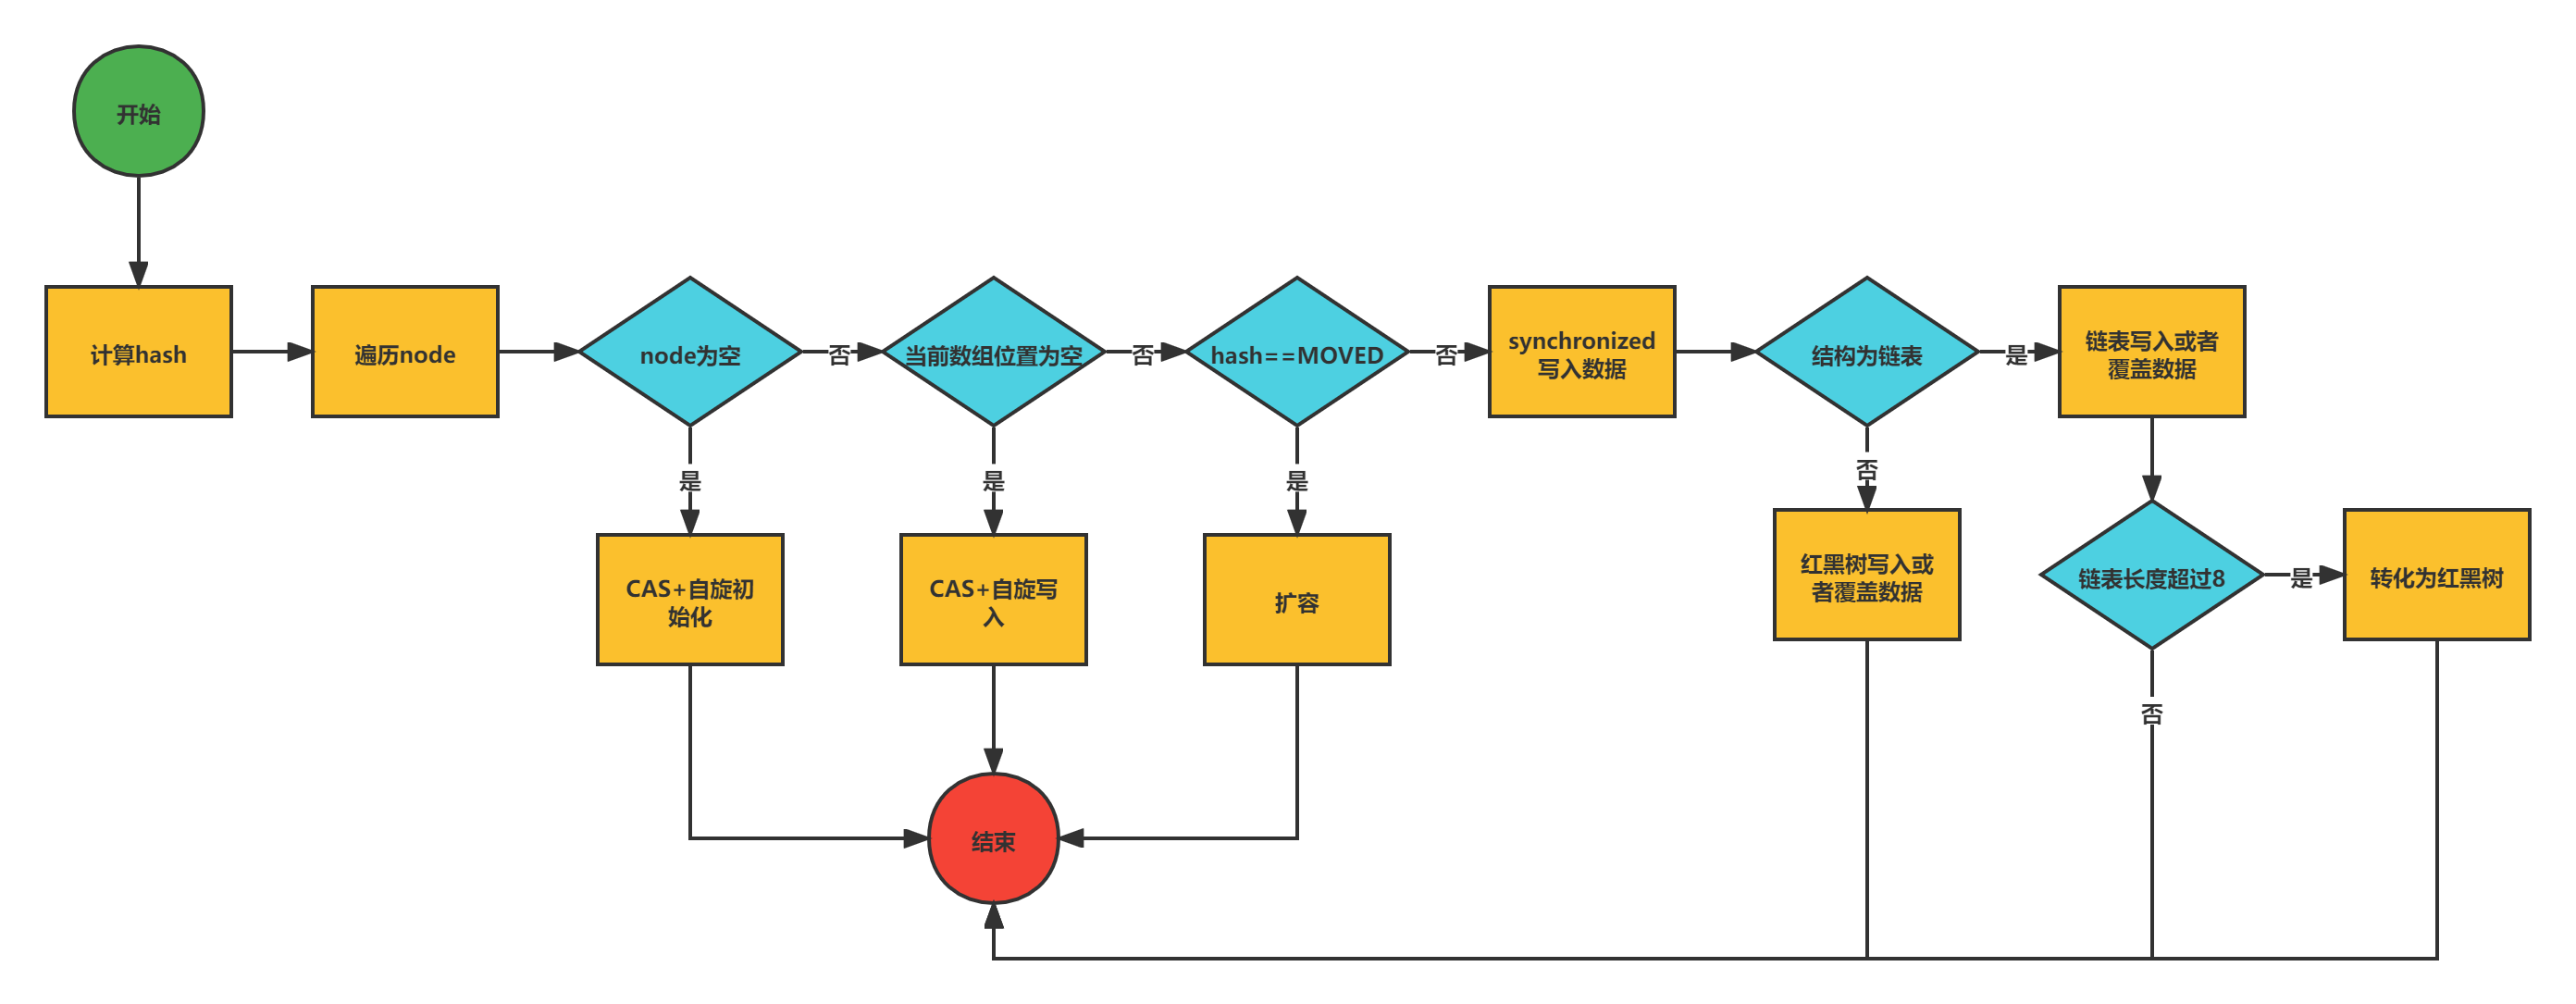 开始
计算hash
遍历node
node为空
否
当前数组位置为空
否
hash==MOVED
否
synchronized
写入数据
结构为链表
是
链表写入或者
覆盖数据
是
是
是
否
CAS+自旋初
始化
CAS+自旋写
入
扩容
红黑树写入或
者覆盖数据
链表长度超过8
是
转化为红黑树
否
结束